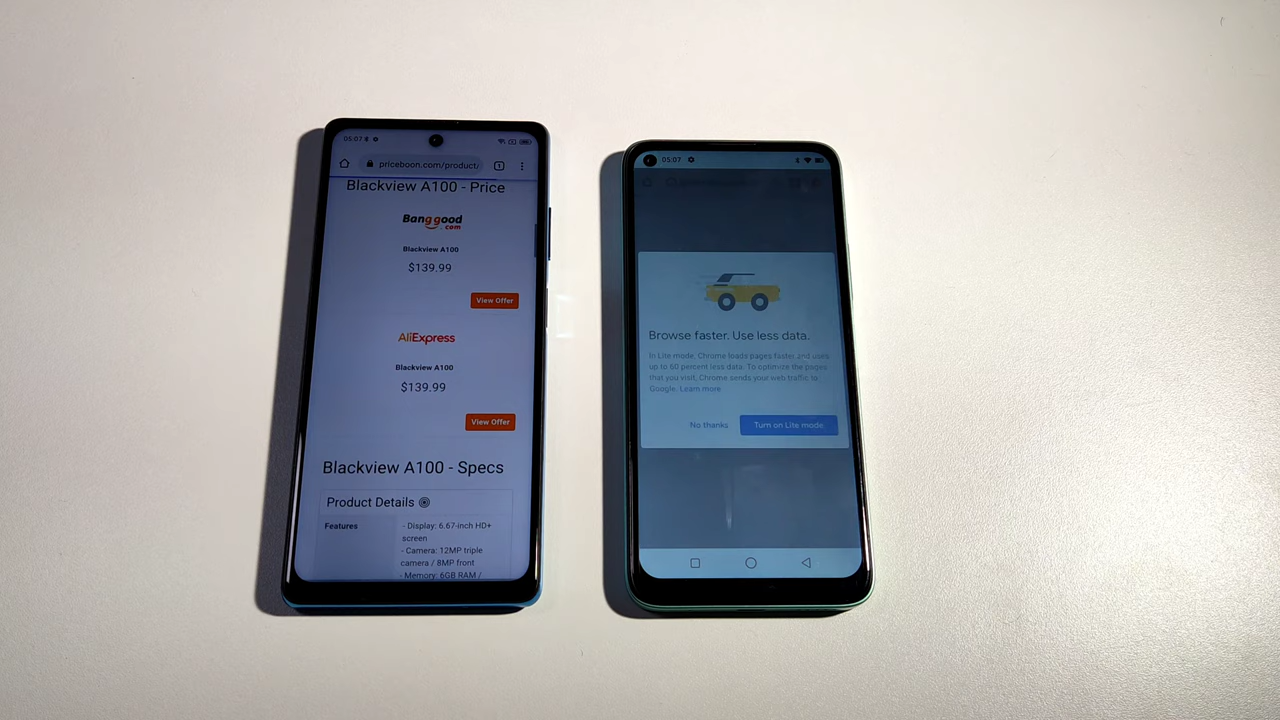 05:07
priceboon.com/product/
1
Blackview A100 - Price
Banggood
.com
Blackview A100
$139.99
View Offer
AliExpress
Blackview A100
$139.99
View Offer
Blackview A100 - Specs
Product Details
Features
- Display: 6.67-inch HD+
screen
- Camera: 12MP triple
camera / 8MP front
- Memory: 6GB RAM /
05:07
Browse faster. Use less data.
In Lite mode, Chrome loads pages faster and uses
up to 60 percent less data. To optimize the pages
that you visit, Chrome sends your web traffic to
Google. Learn more
No thanks
Turn on Lite mode